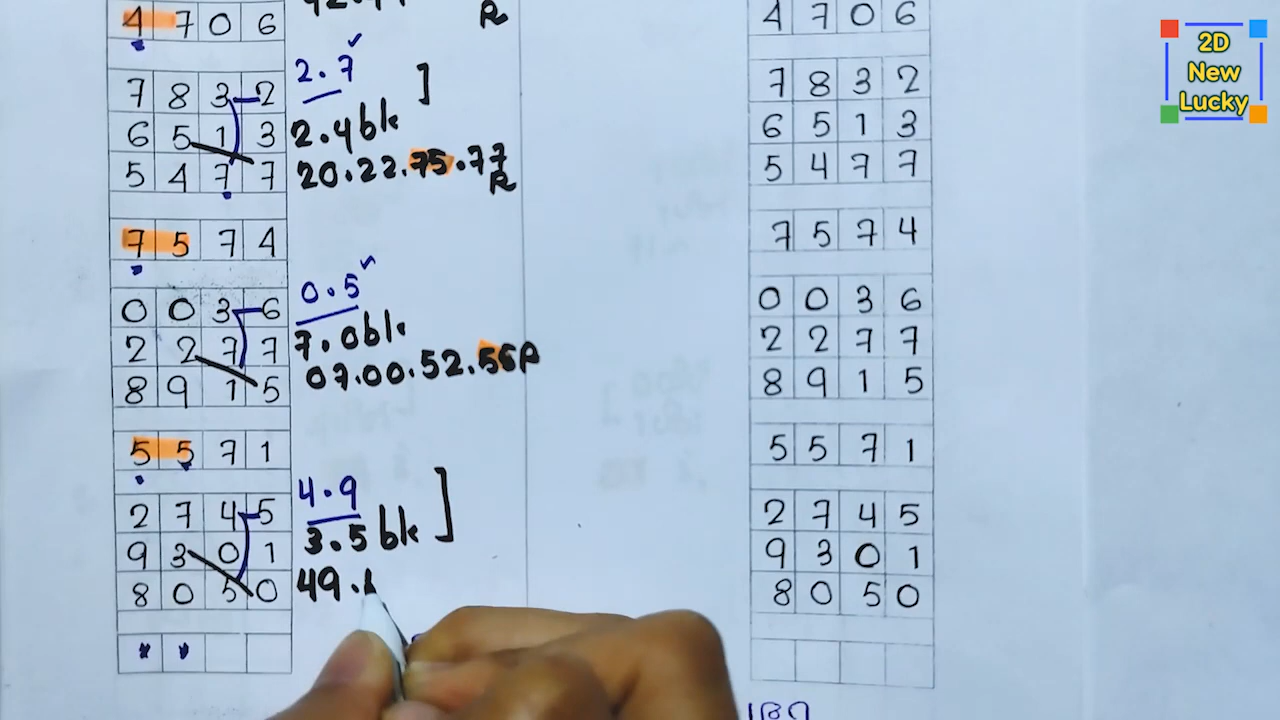 4 7 0 6
R
7 8 3 2
2.7
6 5 1 3
2.4 bk
5 4 7 7
20.22.75.77
R
7 5 7 4
0 0 3 6
0.5
2 2 7 7
7.0 bk
8 9 1 5
07.00.52.56R
5 5 7 1
2 7 4 5
4.9
9 3 0 1
3.5 bk
8 0 5 0
49.
4 7 0 6
7 8 3 2
6 5 1 3
5 4 7 7
7 5 7 4
0 0 3 6
2 2 7 7
8 9 1 5
5 5 7 1
2 7 4 5
9 3 0 1
8 0 5 0
2D
New
Lucky